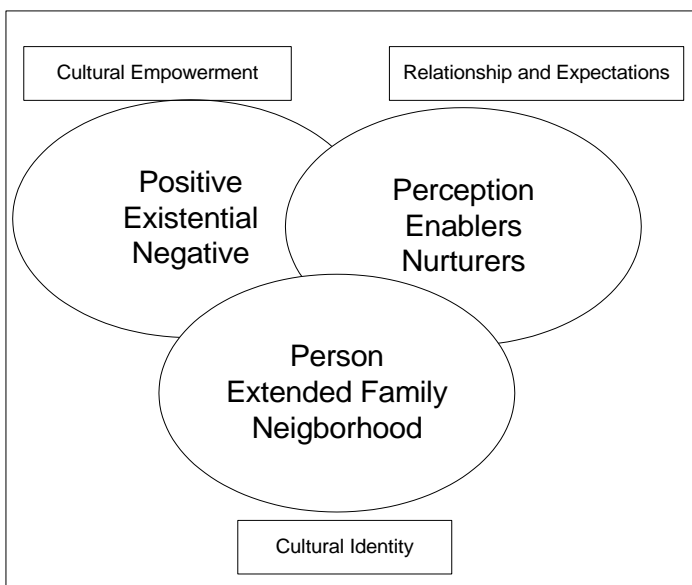 Cultural Empowerment
Relationship and Expectations
Positive
Existential
Negative
Perception
Enablers
Nurturers
Person
Extended Family
Neigborhood
Cultural Identity